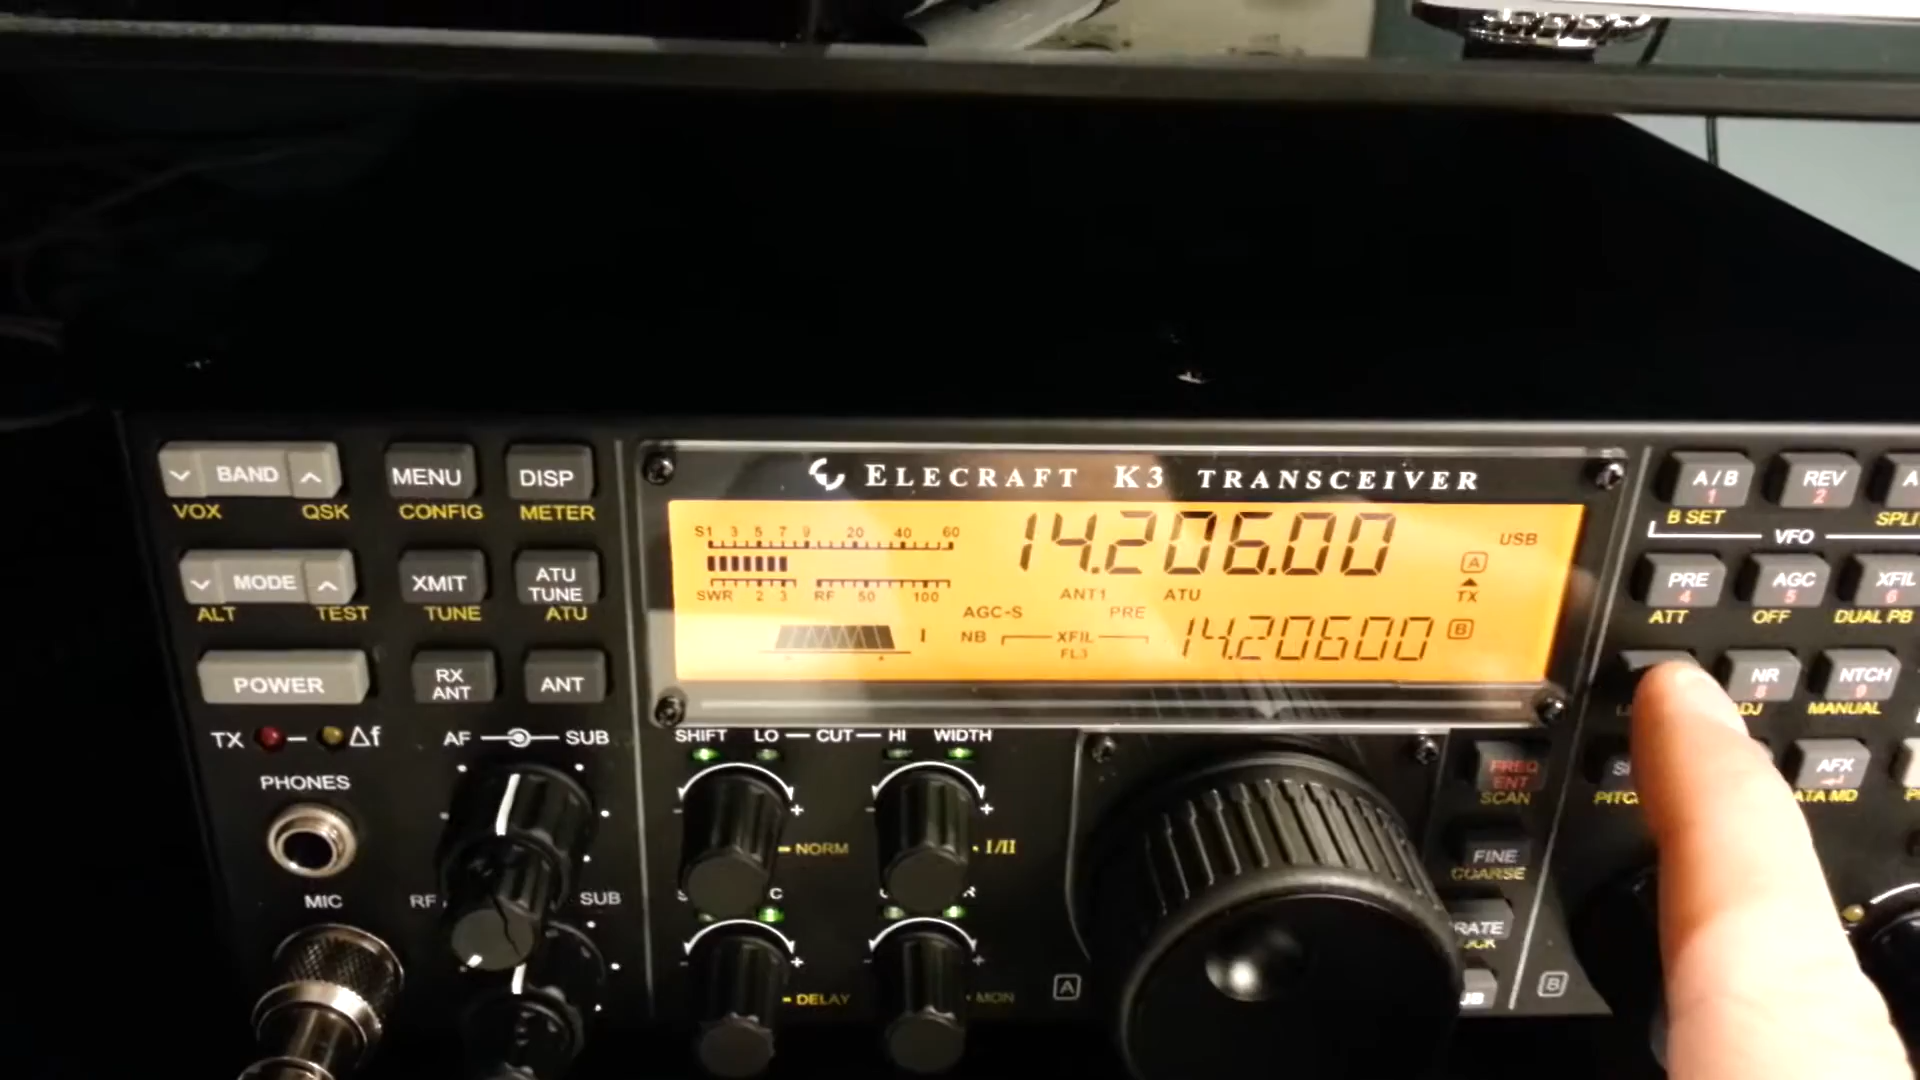 BAND
VOX QSK
MENU
CONFIG
DISP
METER
MODE
ALT TEST
XMIT
TUNE
ATU
TUNE
ATU
POWER
RX
ANT
ANT
TX Δf
PHONES
MIC
AF SUB
RF SUB
ELECRAFT K3 TRANSCEIVER
S1 3 5 7 9 20 40 60
SWR 2 3 RF 50 100
14.206.00
USB
A
TX
ANT1 ATU
AGC-S PRE
NB XFIL
FL3
I
14.206.00
B
SHIFT LO CUT HI WIDTH
- + - +
NORM I/II
DELAY MON
A
FREQ
ENT
SCAN
FINE
COARSE
RATE
B
A/B
1
B SET
REV
2
SPLIT
VFO
PRE
4
ATT
AGC
5
OFF
XFIL
6
DUAL PB
NR
8
ADJ
NTCH
9
MANUAL
AFX